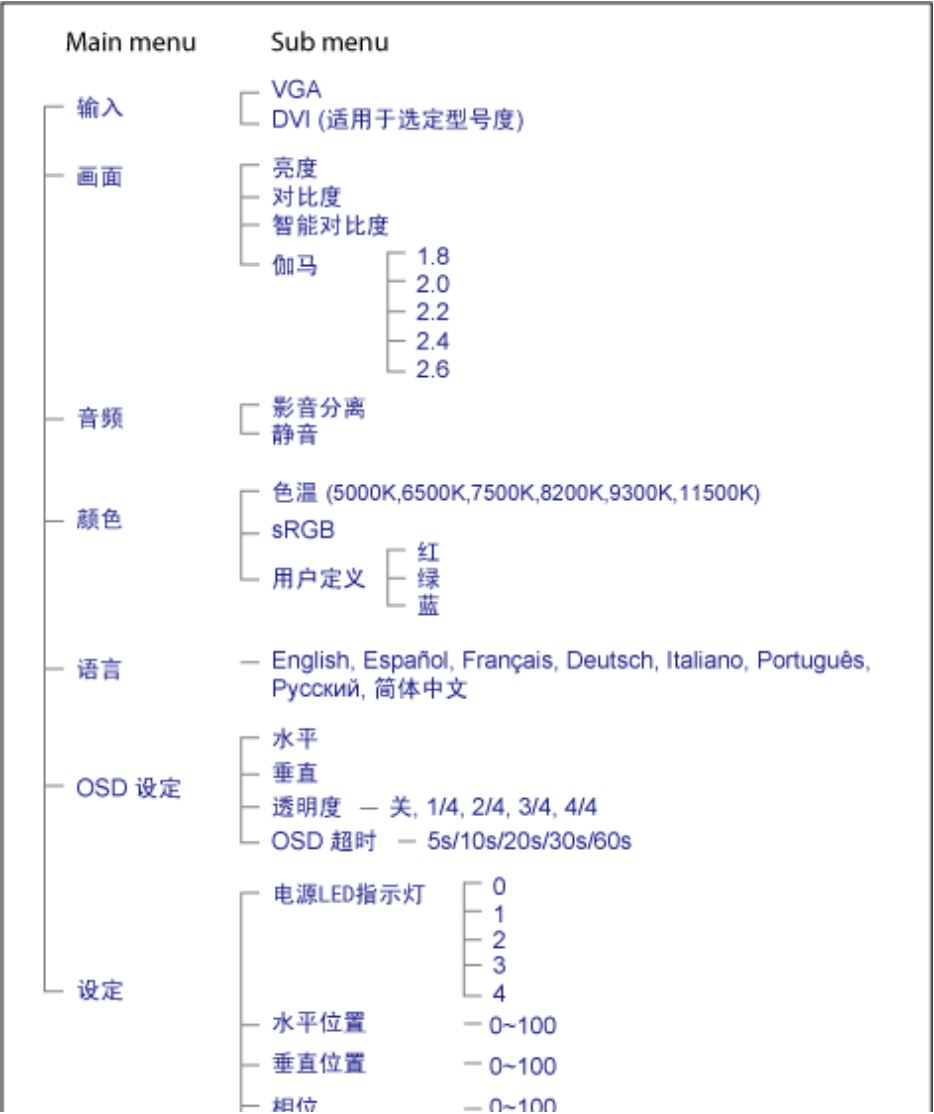 Main menu Sub menu
输入
VGA
DVI (适用于选定型号度)
画面
亮度
对比度
智能对比度
伽马
1.8
2.0
2.2
2.4
2.6
音频
影音分离
静音
颜色
色温 (5000K,6500K,7500K,8200K,9300K,11500K)
sRGB
用户定义
红
绿
蓝
语言
English, Español, Français, Deutsch, Italiano, Português,
Русский, 简体中文
OSD 设定
水平
垂直
透明度 — 关, 1/4, 2/4, 3/4, 4/4
OSD 超时 — 5s/10s/20s/30s/60s
设定
电源LED指示灯
0
1
2
3
4
水平位置 — 0~100
垂直位置 — 0~100
相位 — 0~100